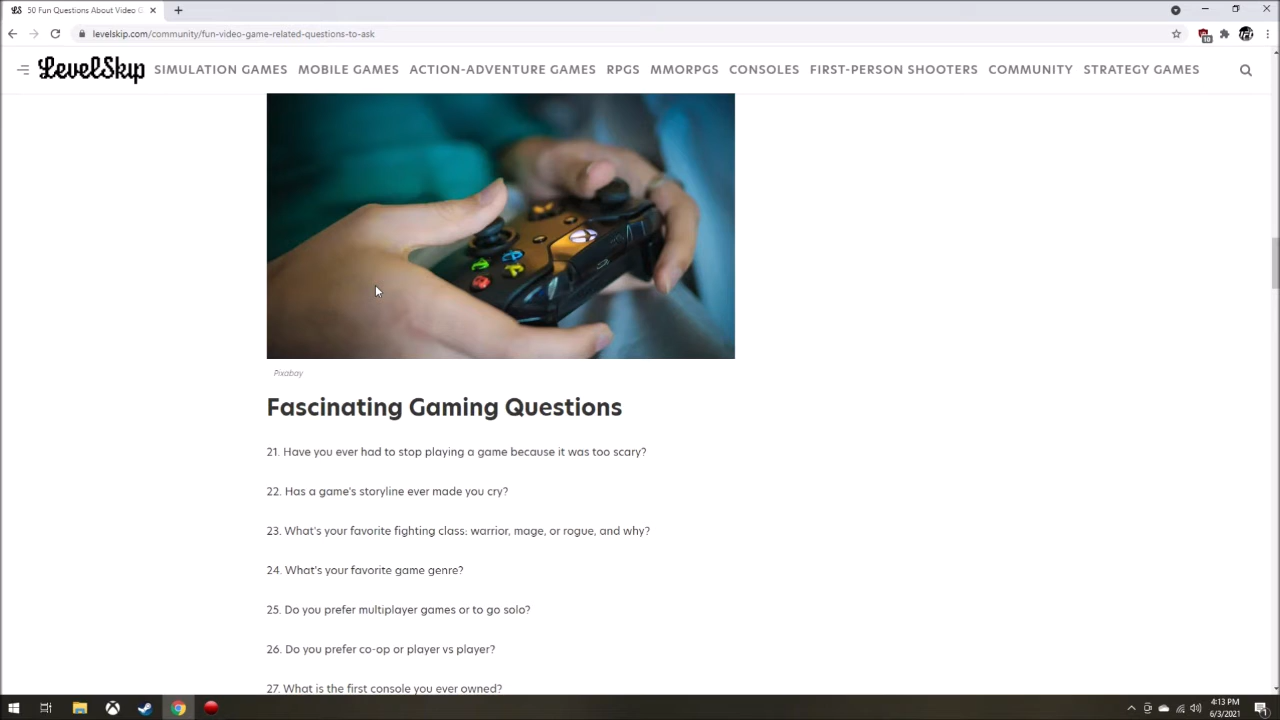 50 Fun Questions About Video G
levelskip.com/community/fun-video-game-related-questions-to-ask
10
LevelSkip SIMULATION GAMES MOBILE GAMES ACTION-ADVENTURE GAMES RPGS MMORPGS CONSOLES FIRST-PERSON SHOOTERS COMMUNITY STRATEGY GAMES
Pixabay
Fascinating Gaming Questions
21. Have you ever had to stop playing a game because it was too scary?
22. Has a game's storyline ever made you cry?
23. What's your favorite fighting class: warrior, mage, or rogue, and why?
24. What's your favorite game genre?
25. Do you prefer multiplayer games or to go solo?
26. Do you prefer co-op or player vs player?
27. What is the first console you ever owned?
4:13 PM
6/3/2021
1